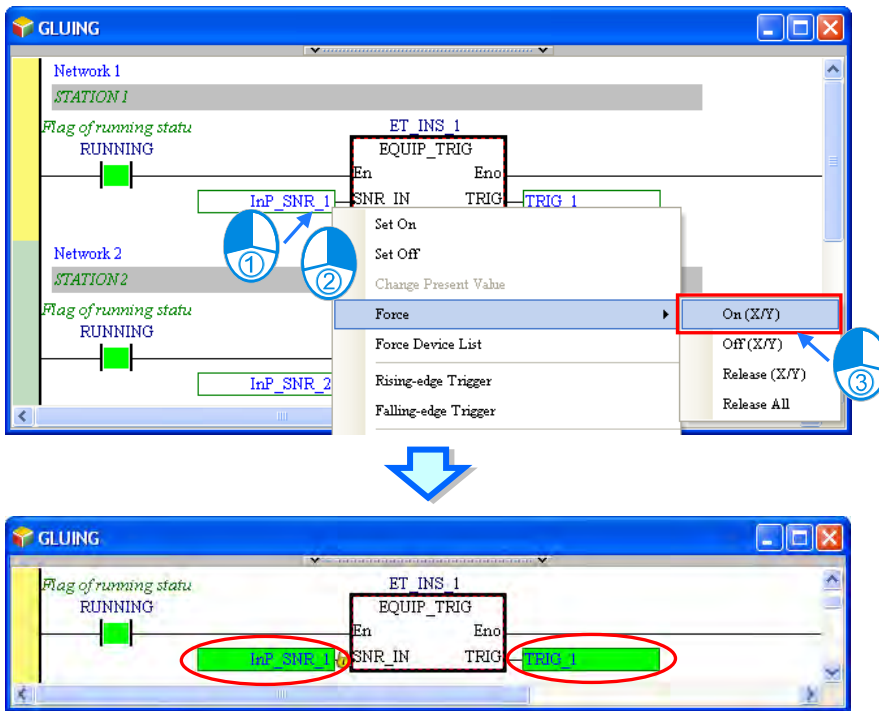 GLUING
Network 1
STATION 1
Flag of running statu
RUNNING
ET_INS_1
EQUIP_TRIG
En Eno
InP_SNR_1 SNR_IN TRIG TRIG_1
Set On
Set Off
Change Present Value
Force
Force Device List
Rising-edge Trigger
Falling-edge Trigger
On (X/Y)
Off (X/Y)
Release (X/Y)
Release All
1
2
3
Network 2
STATION 2
Flag of running statu
RUNNING
InP_SNR_2
GLUING
Flag of running statu
RUNNING
ET_INS_1
EQUIP_TRIG
En Eno
InP_SNR_1 SNR_IN TRIG TRIG_1